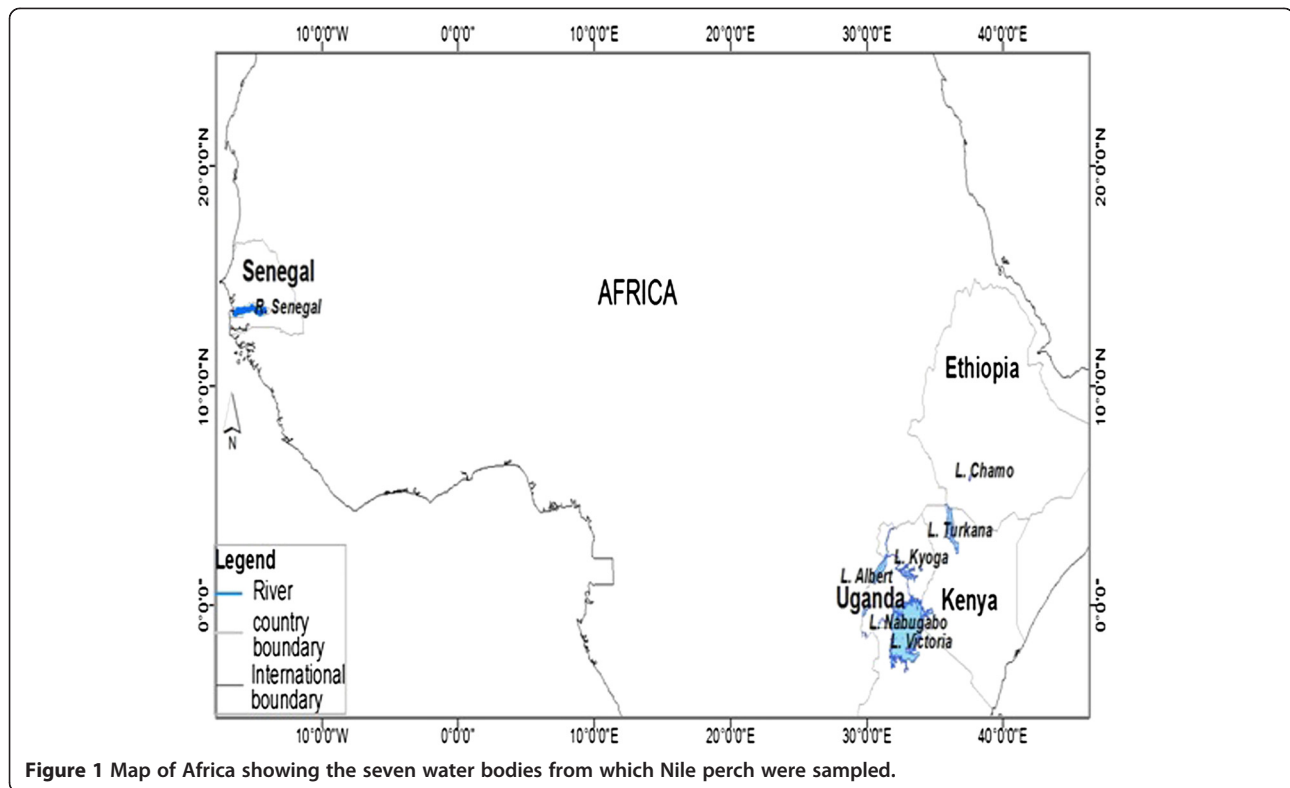 10°0'0"W 0°0'0" 10°0'0"E 20°0'0"E 30°0'0"E 40°0'0"E
20°0'0"N
20°0'0"N
Senegal
R. Senegal
AFRICA
10°0'0"N
10°0'0"N
N
Ethiopia
L. Chamo
L. Turkana
L. Kyoga
L. Albert
Uganda
Kenya
L. Nabugabo
L. Victoria
0°0'0"
0°0'0"
Legend
River
country
boundary
International
boundary
10°0'0"W 0°0'0" 10°0'0"E 20°0'0"E 30°0'0"E 40°0'0"E
Figure 1 Map of Africa showing the seven water bodies from which Nile perch were sampled.